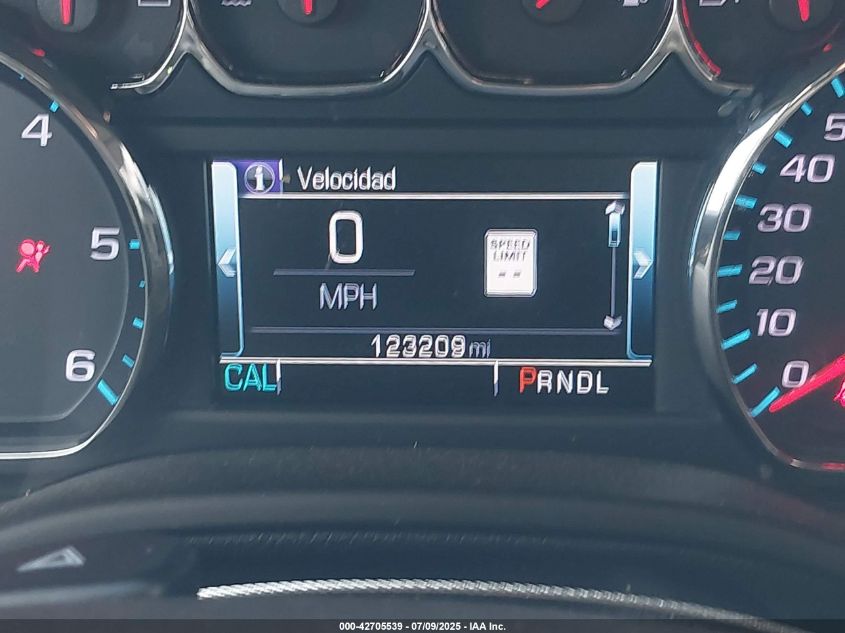 Velocidad
0
MPH
SPEED
LIMIT
--
123209 mi
CAL
PRNDL
4
5
6
5
40
30
20
10
0
000-42705539 - 07/09/2025 - IAA Inc.